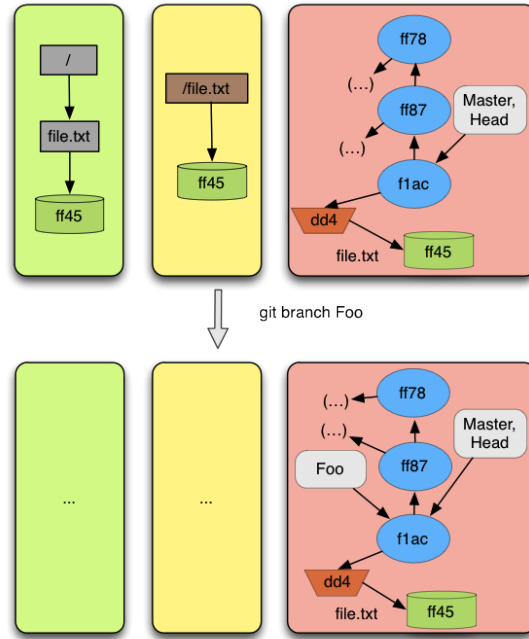 /
file.txt
ff45
/file.txt
ff45
ff78
(...)
ff87
Master,
Head
(...)
f1ac
dd4
file.txt
ff45
git branch Foo
...
...
ff78
(...)
(...)
Master,
Head
Foo
ff87
f1ac
dd4
file.txt
ff45